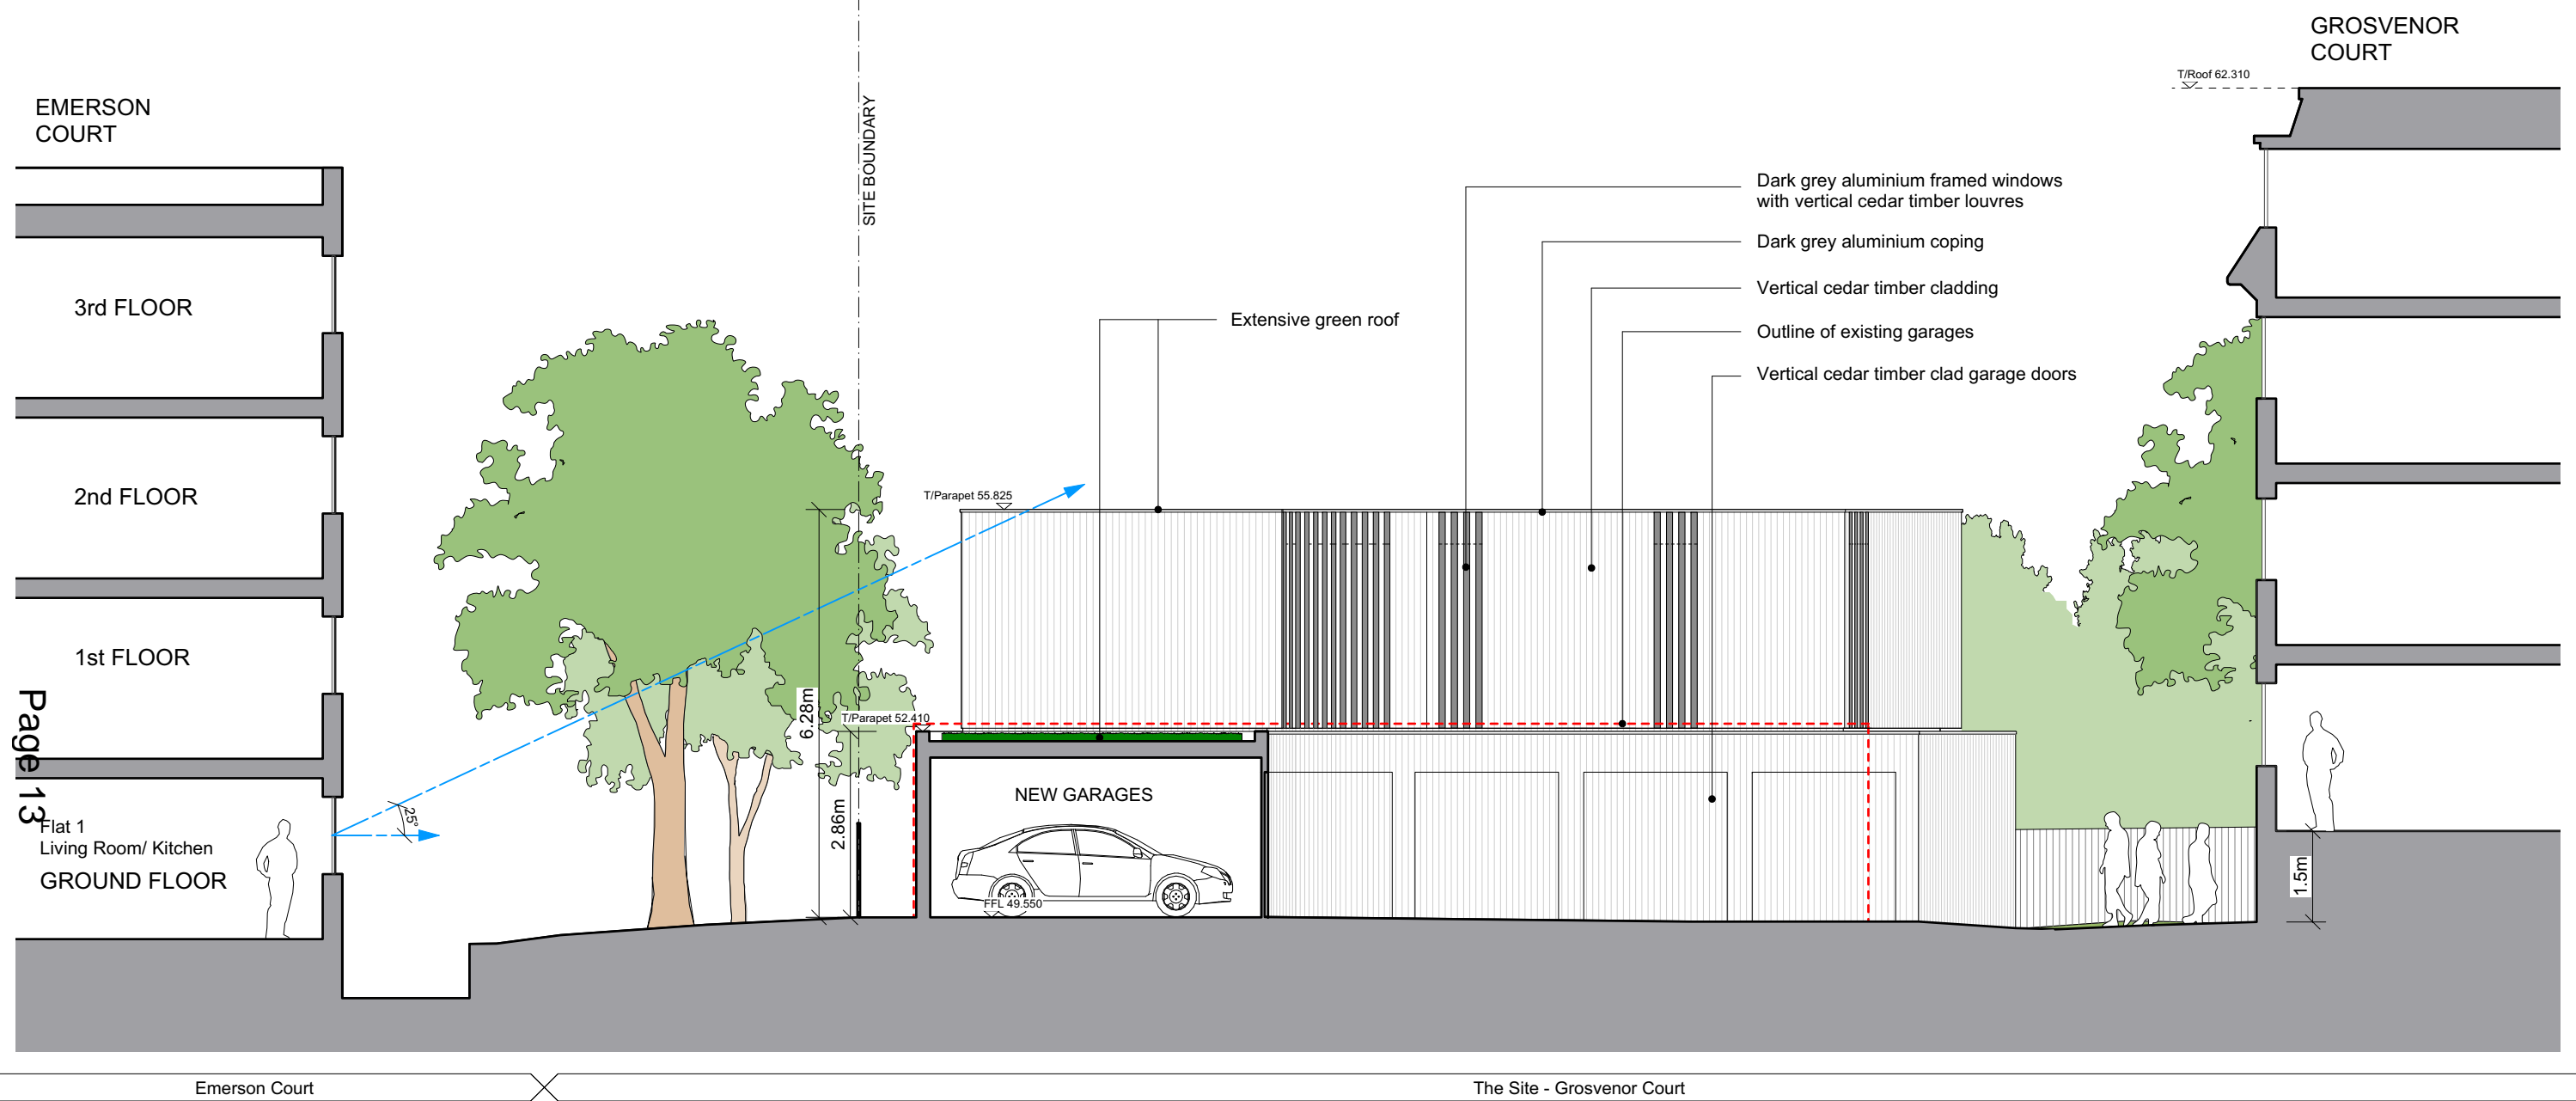 GROSVENOR
COURT
T/Roof 62.310
EMERSON
COURT
SITE BOUNDARY
Dark grey aluminium framed windows
with vertical cedar timber louvres
Dark grey aluminium coping
Vertical cedar timber cladding
Extensive green roof
Outline of existing garages
Vertical cedar timber clad garage doors
3rd FLOOR
2nd FLOOR
T/Parapet 55.825
1st FLOOR
6.28m
T/Parapet 52.410
Page 13
NEW GARAGES
25°
2.86m
Flat 1
Living Room/ Kitchen
GROUND FLOOR
FFL 49.550
1.5m
Emerson Court
The Site - Grosvenor Court